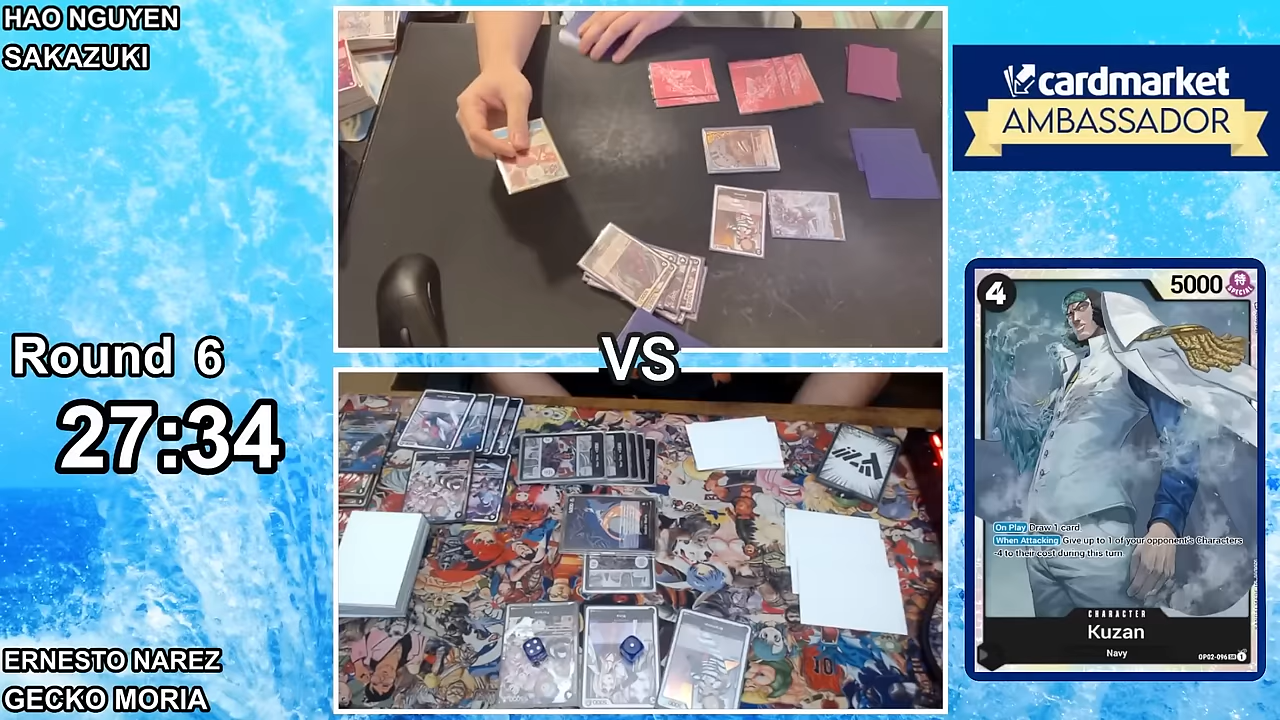 HAO NGUYEN
SAKAZUKI
cardmarket
AMBASSADOR
VS
Round 6
27:34
4
5000
特
SPECIAL
On Play Draw 1 card
When Attacking Give up to 1 of your opponent's Characters
-4 to their cost during this turn.
CHARACTER
Kuzan
Navy
OP02-096
1
ERNESTO NAREZ
GECKO MORIA
10